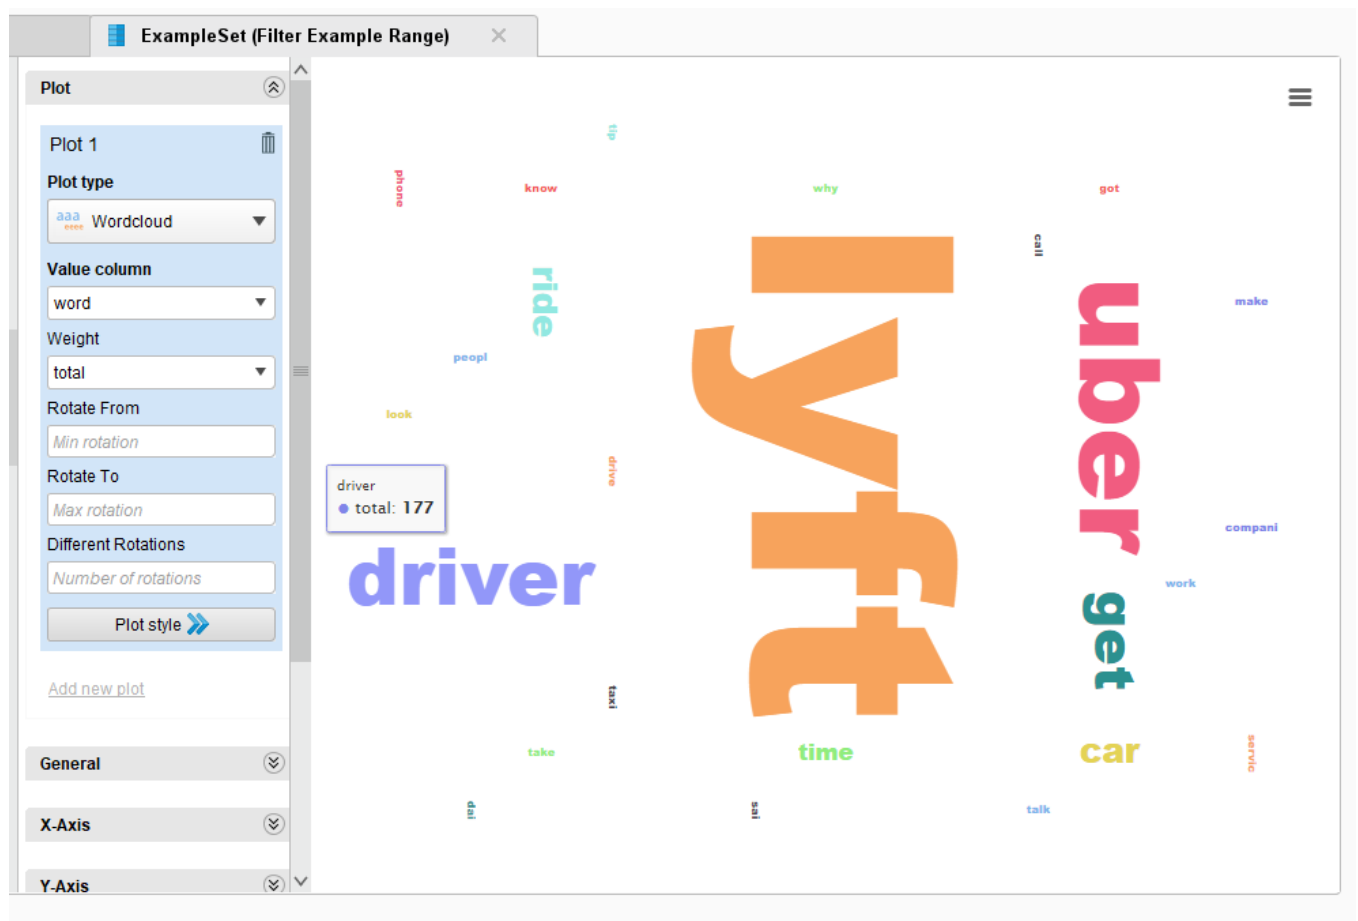 ExampleSet (Filter Example Range)
Plot
Plot 1
Plot type
aaa
eeee
Wordcloud
Value column
word
Weight
total
Rotate From
Min rotation
Rotate To
Max rotation
Different Rotations
Number of rotations
Plot style
Add new plot
General
X-Axis
Y-Axis
tip
phone
know
why
got
call
ride
lyft
uber
make
peopl
look
drive
driver
total: 177
driver
compani
work
get
taxi
take
time
car
servic
dai
sai
talk